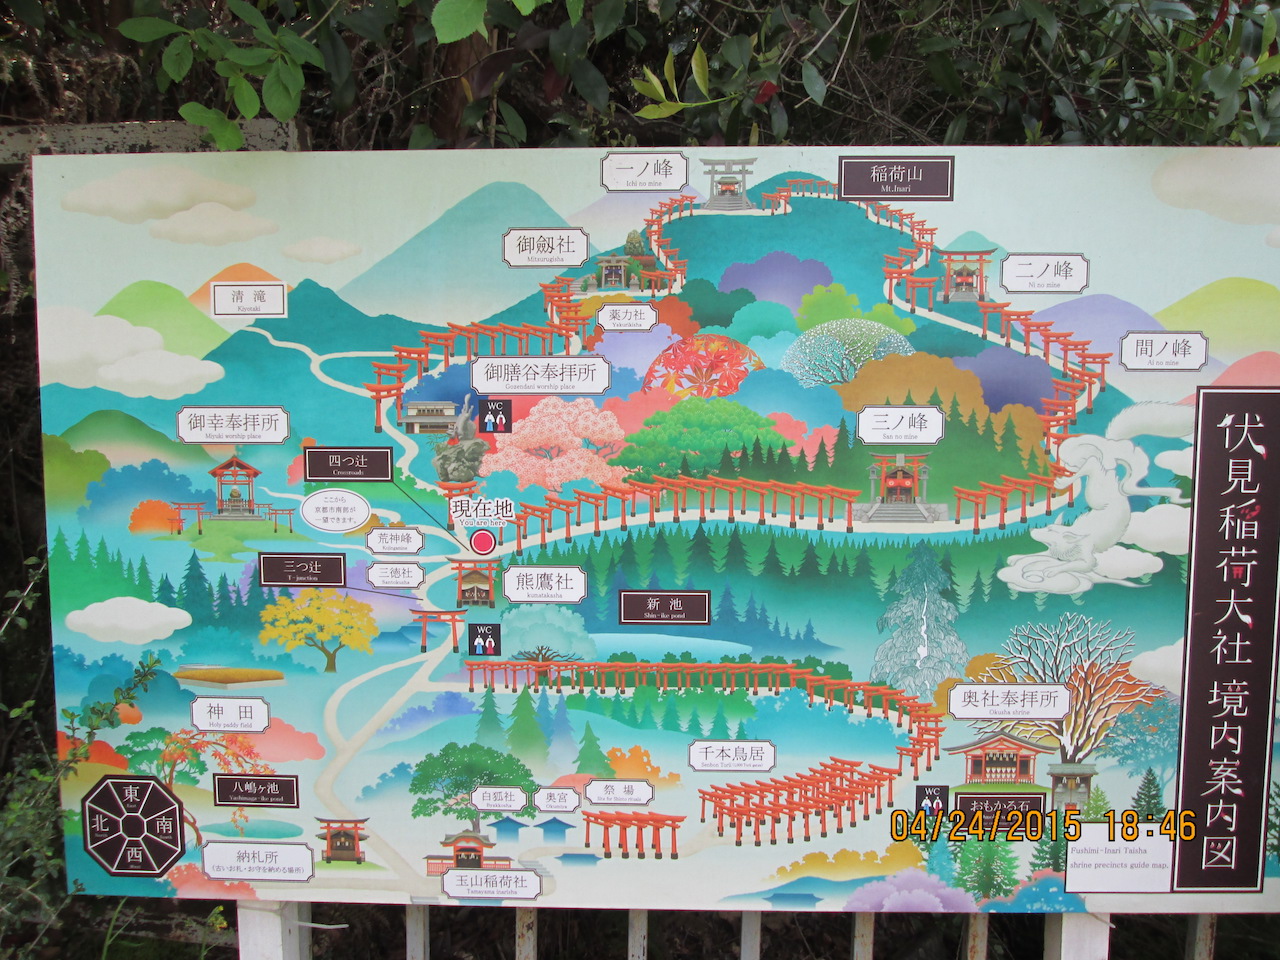 一ノ峰
Ichi no mine
稲荷山
Mt.Inari
御劔社
Mitsurugisha
二ノ峰
Ni no mine
清滝
Kiyotaki
薬力社
Yakurikisha
間ノ峰
Ai no mine
御膳谷奉拝所
Gozendani worship place
WC
御幸奉拝所
Miyuki worship place
三ノ峰
San no mine
四つ辻
Crossroads
ここから
京都市南部が
一望できます。
現在地
You are here
荒神峰
三つ辻
T-junction
三徳社
熊鷹社
kumatakasha
新池
Shin-ike pond
WC
神田
Holy paddy field
奥社奉拝所
Okusha shrine
千本鳥居
Senbon Torii
八嶋ヶ池
Yashimaga-ike pond
白狐社
Byakkosha
奥宮
Okumiya
祭場
WC
おもかる石
東
北
南
西
納札所
(古いお札・お守を納める場所)
玉山稲荷社
Tamayama inarisha
伏見稲荷大社 境内案内図
Fushimi-Inari Taisha
shrine precincts guide map.
04/24/2015 18:46